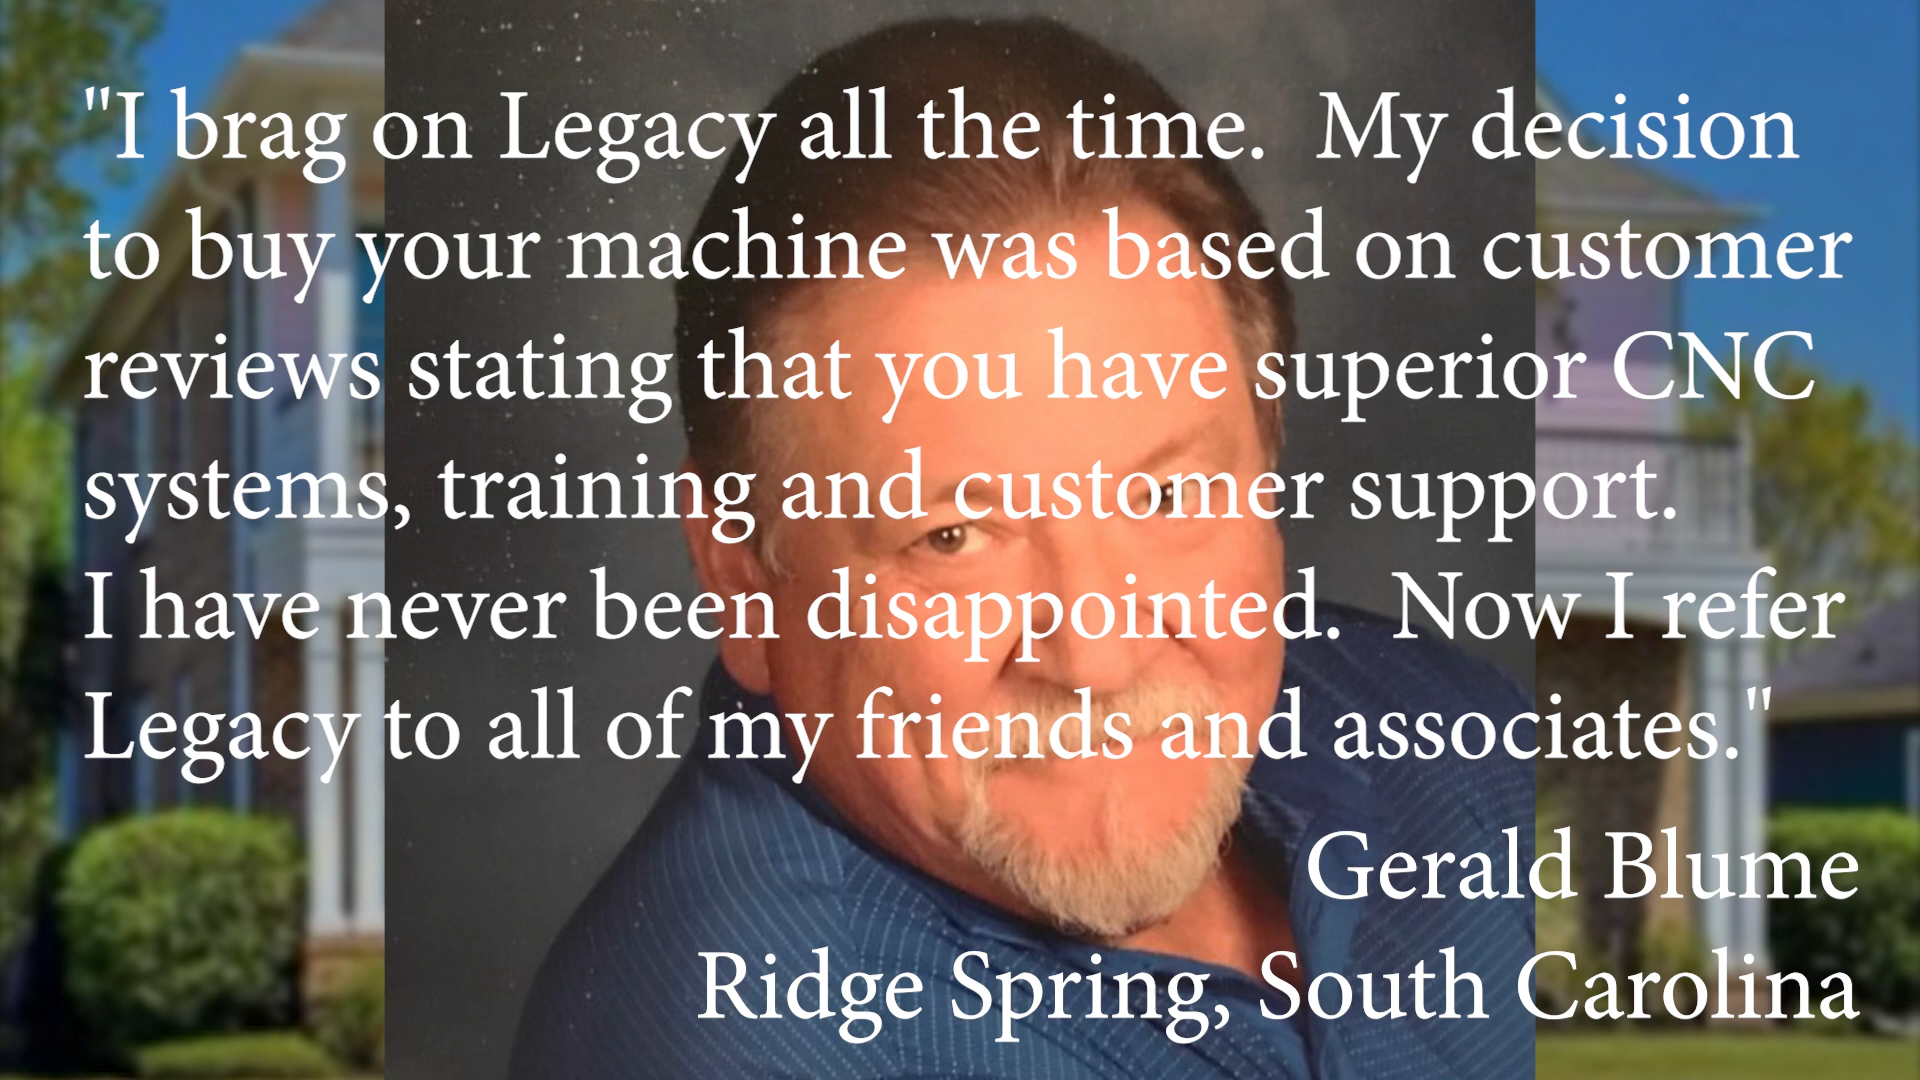 "I brag on Legacy all the time.  My decision
to buy your machine was based on customer
reviews stating that you have superior CNC
systems, training and customer support.
I have never been disappointed.  Now I refer
Legacy to all of my friends and associates."
Gerald Blume
Ridge Spring, South Carolina